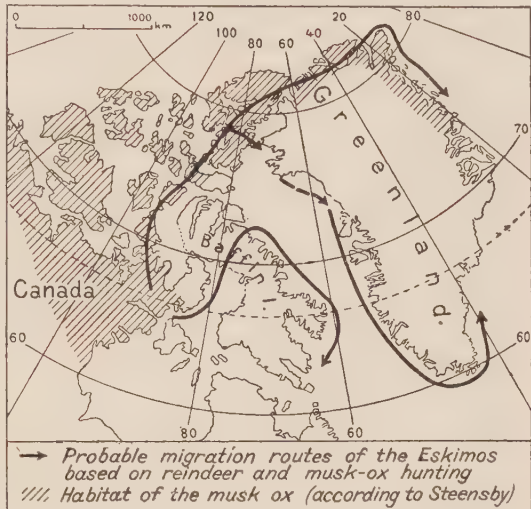 0 1000 km
120
100
80
60
40
20
80
Greenland.
70
Baffin
Canada
60
60
80
60
Probable migration routes of the Eskimos
based on reindeer and musk-ox hunting
Habitat of the musk ox (according to Steensby)